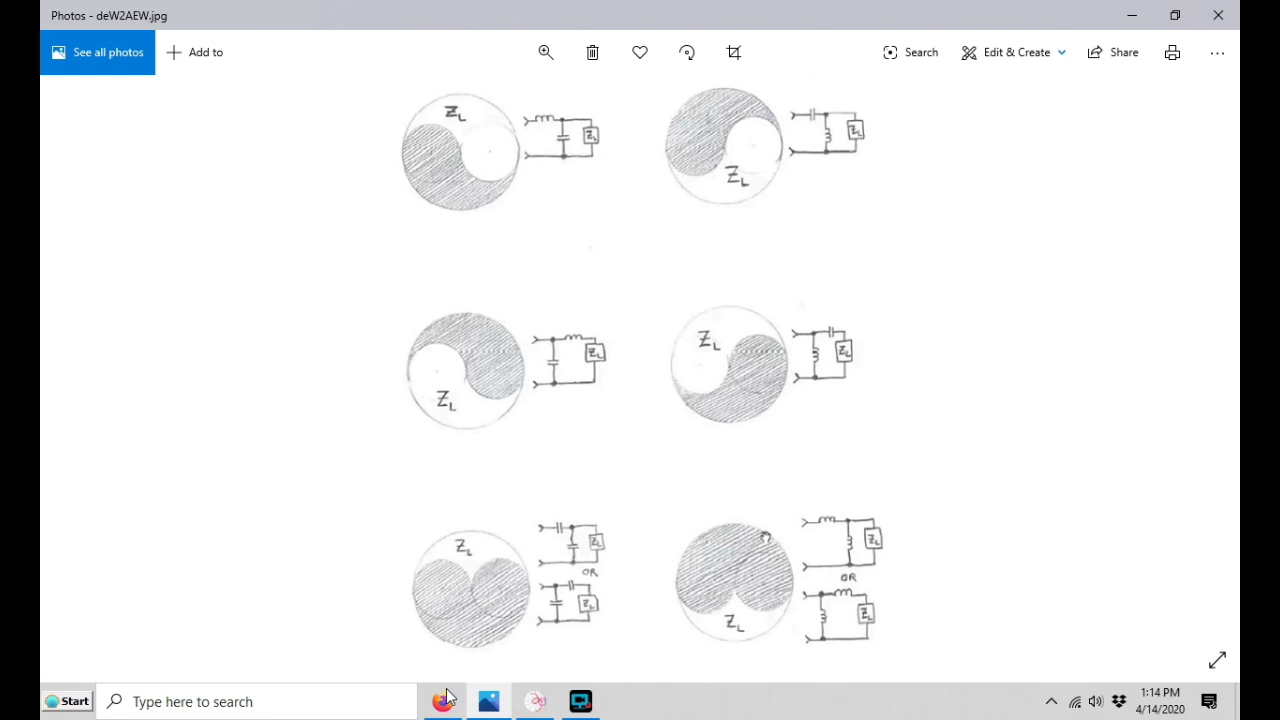 Photos - deW2AEW.jpg
See all photos
Add to
Search
Edit & Create
Share
ZL
ZL
ZL
ZL
ZL
ZL
ZL
ZL
ZL
ZL
OR
ZL
ZL
ZL
OR
ZL
ZL
Start
Type here to search
1:14 PM
4/14/2020